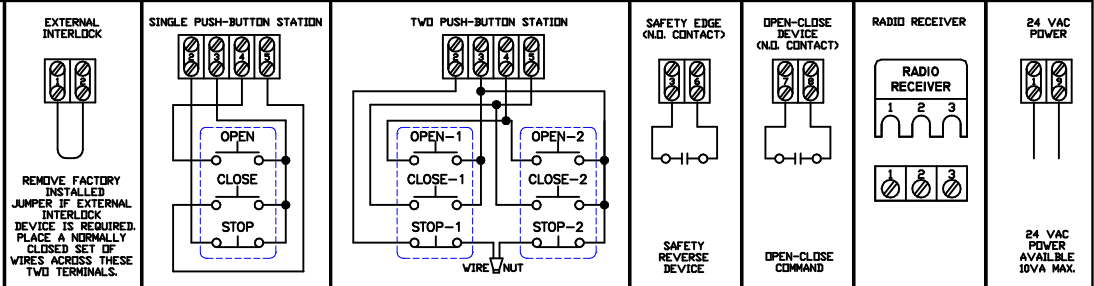 EXTERNAL
INTERLOCK
1 2
REMOVE FACTORY
INSTALLED
JUMPER IF EXTERNAL
INTERLOCK
DEVICE IS REQUIRED.
PLACE A NORMALLY
CLOSED SET OF
WIRES ACROSS THESE
TWO TERMINALS.
SINGLE PUSH-BUTTON STATION
2 3 4 5
OPEN
CLOSE
STOP
TWO PUSH-BUTTON STATION
2 3 4 5
OPEN-1 OPEN-2
CLOSE-1 CLOSE-2
STOP-1 STOP-2
WIRE NUT
SAFETY EDGE
(N.O. CONTACT)
3 6
SAFETY
REVERSE
DEVICE
OPEN-CLOSE
DEVICE
(N.O. CONTACT)
7 8
OPEN-CLOSE
COMMAND
RADIO RECEIVER
RADIO
RECEIVER
1 2 3
1 2 3
24 VAC
POWER
1 9
24 VAC
POWER
AVAILBLE
10VA MAX.